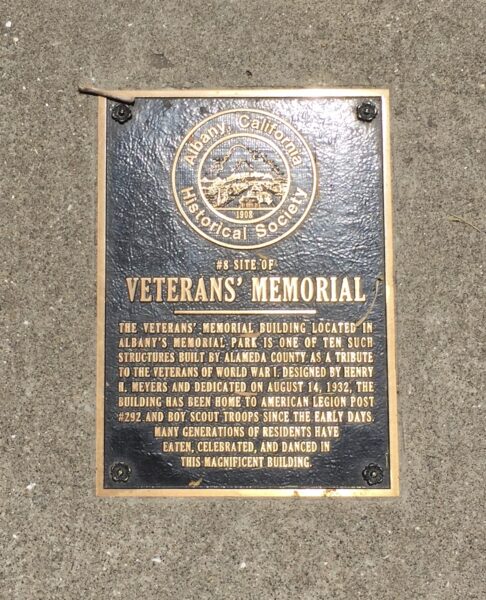 Albany, California
1908
Historical Society
#8 SITE OF
VETERANS' MEMORIAL
THE VETERANS' MEMORIAL BUILDING LOCATED IN
ALBANY'S MEMORIAL PARK IS ONE OF TEN SUCH
STRUCTURES BUILT BY ALAMEDA COUNTY AS A TRIBUTE
TO THE VETERANS OF WORLD WAR I. DESIGNED BY HENRY
H. MEYERS AND DEDICATED ON AUGUST 14, 1932, THE
BUILDING HAS BEEN HOME TO AMERICAN LEGION POST
#292 AND BOY SCOUT TROOPS SINCE THE EARLY DAYS.
MANY GENERATIONS OF RESIDENTS HAVE
EATEN, CELEBRATED, AND DANCED IN
THIS MAGNIFICENT BUILDING.